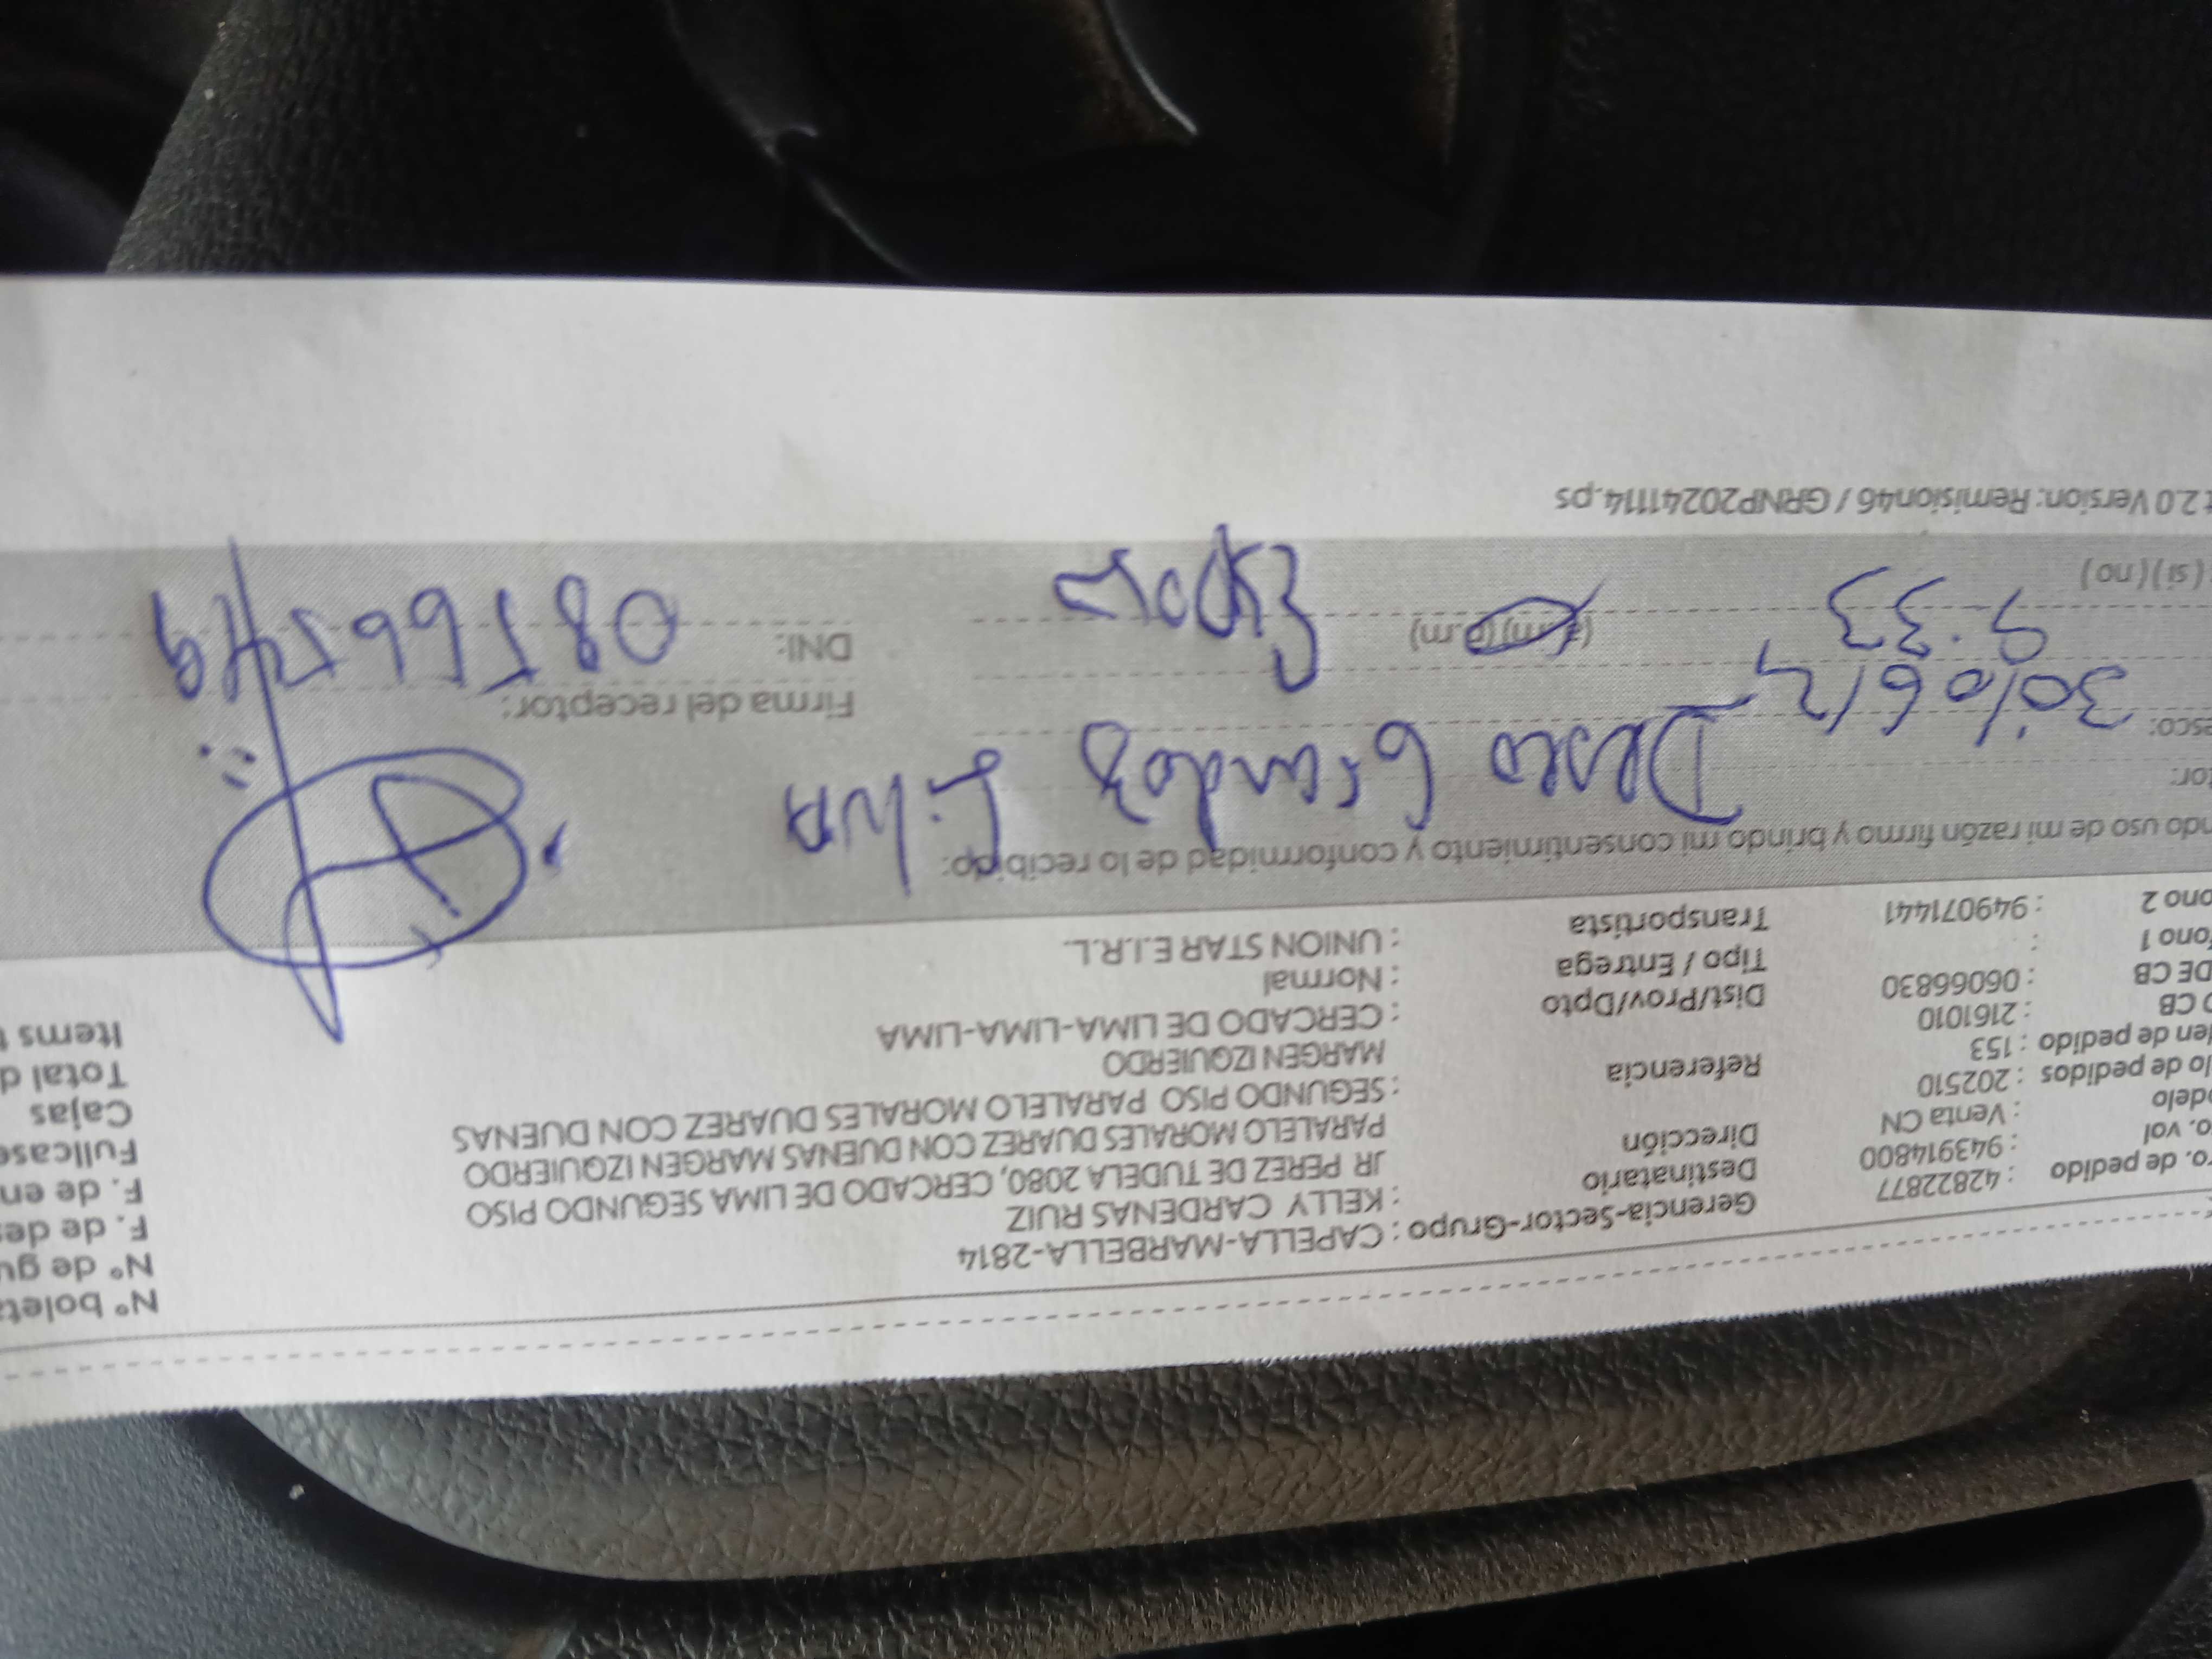 Nº boleta
Nº de gu
F. de des
F. de en
Fullcase
Cajas
Total d
Items t
Gerencia-Sector-Grupo : CAPELLA-MARBELLA-2814
Destinatario : KELLY CARDENAS RUIZ
Dirección JR PEREZ DE TUDELA 2080, CERCADO DE LIMA SEGUNDO PISO
PARALELO MORALES DUAREZ CON DUENAS MARGEN IZQUIERDO
Referencia : SEGUNDO PISO PARALELO MORALES DUAREZ CON DUENAS
MARGEN IZQUIERDO
Dist/Prov/Dpto : CERCADO DE LIMA-LIMA-LIMA
Tipo / Entrega : Normal
Transportista : UNION STAR E.I.R.L.
ro. de pedido : 42822877
o. vol : 943914800
delo : Venta CN
lo de pedidos : 202510
den de pedido : 153
O CB : 2161010
DE CB : 06066830
fono 1 :
ono 2 : 949071441
ndo uso de mi razón firmo y brindo mi consentimiento y conformidad de lo recibido:
tor:
esco:
30/06/
9:33
(a.m) (p.m)
(si) (no)
Firma del receptor:
DNI:
t 2.0 Version: Remision46 / GRNP20241114.ps